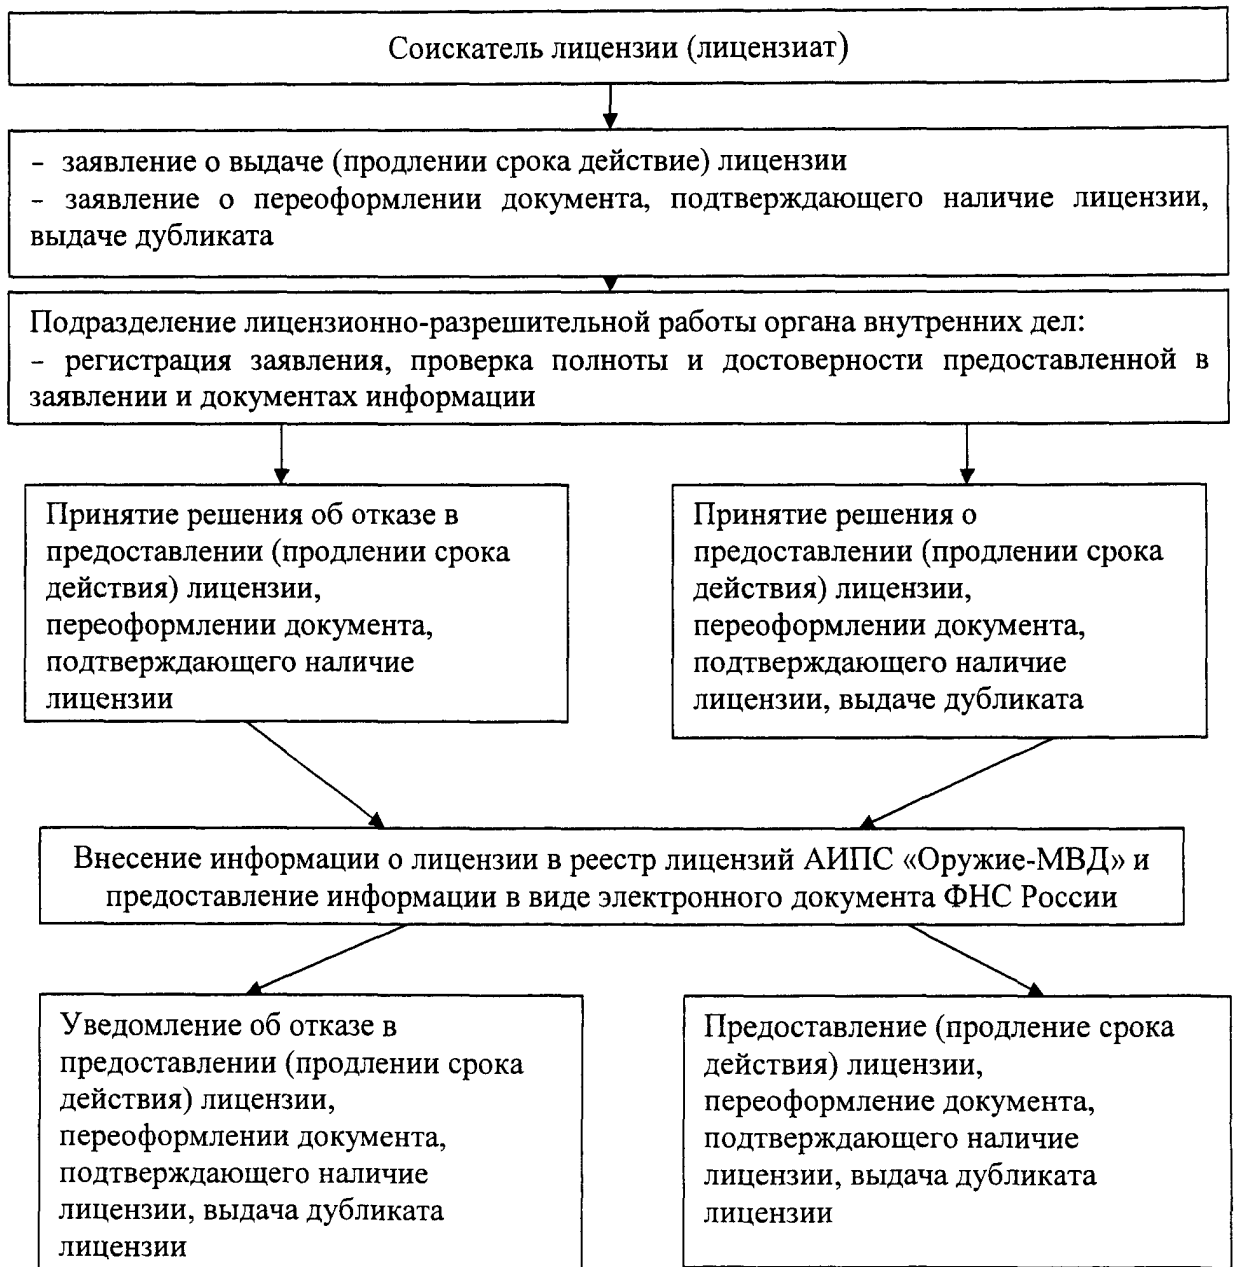 Соискатель лицензии (лицензиат)
– заявление о выдаче (продлении срока действие) лицензии
– заявление о переоформлении документа, подтверждающего наличие лицензии,
выдаче дубликата
Подразделение лицензионно-разрешительной работы органа внутренних дел:
– регистрация заявления, проверка полноты и достоверности предоставленной в
заявлении и документах информации
Принятие решения об отказе в
предоставлении (продлении срока
действия) лицензии,
переоформлении документа,
подтверждающего наличие
лицензии
Принятие решения о
предоставлении (продлении срока
действия) лицензии,
переоформлении документа,
подтверждающего наличие
лицензии, выдаче дубликата
Внесение информации о лицензии в реестр лицензий АИПС «Оружие-МВД» и
предоставление информации в виде электронного документа ФНС России
Уведомление об отказе в
предоставлении (продлении срока
действия) лицензии,
переоформлении документа,
подтверждающего наличие
лицензии, выдача дубликата
лицензии
Предоставление (продление срока
действия) лицензии,
переоформление документа,
подтверждающего наличие
лицензии, выдача дубликата
лицензии